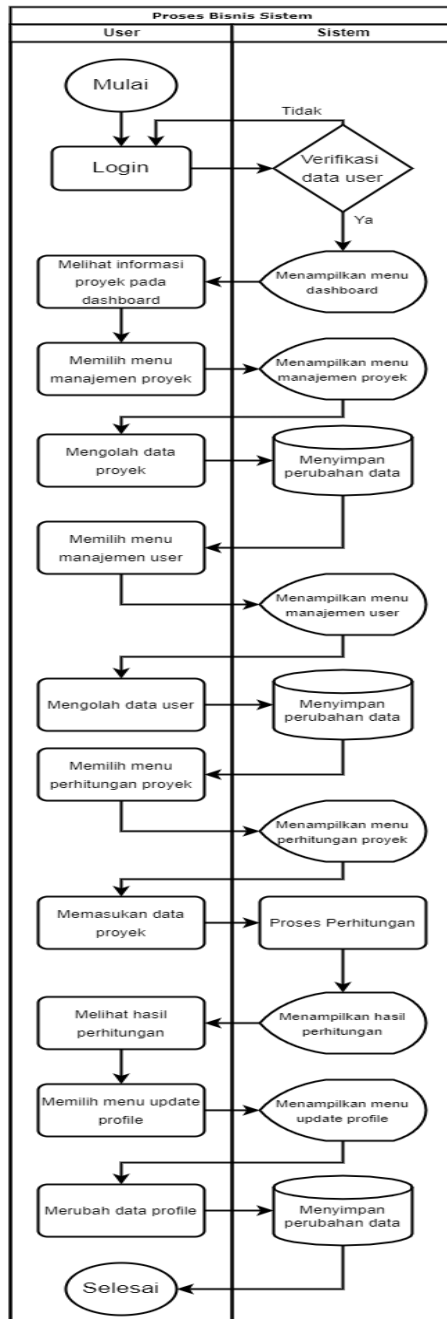 Proses Bisnis Sistem
User
Sistem
Mulai
Tidak
Login
Verifikasi
data user
Ya
Melihat informasi
proyek pada
dashboard
Menampilkan menu
dashboard
Memilih menu
manajemen proyek
Menampilkan menu
manajemen proyek
Mengolah data
proyek
Menyimpan
perubahan data
Memilih menu
manajemen user
Menampilkan menu
manajemen user
Mengolah data user
Menyimpan
perubahan data
Memilih menu
perhitungan proyek
Menampilkan menu
perhitungan proyek
Memasukan data
proyek
Proses Perhitungan
Melihat hasil
perhitungan
Menampilkan hasil
perhitungan
Memilih menu update
profile
Menampilkan menu
update profile
Merubah data profile
Menyimpan
perubahan data
Selesai